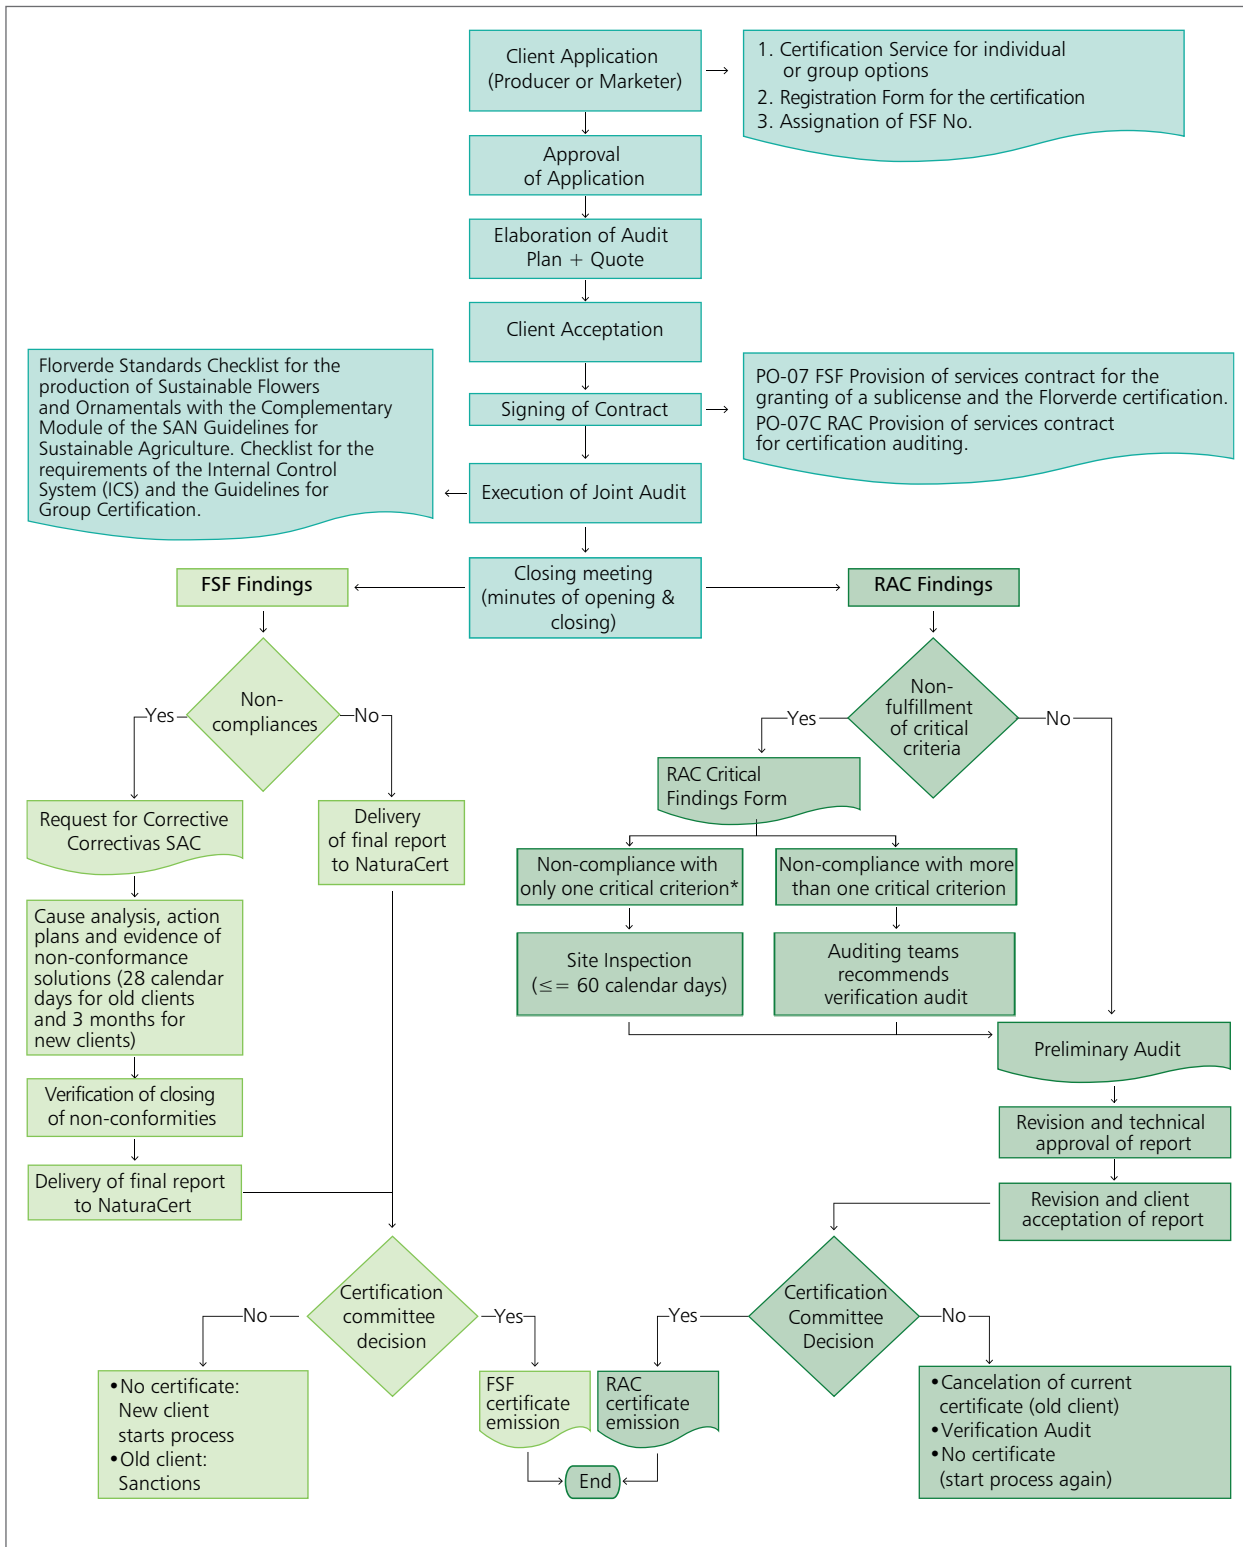 Client Application
(Producer or Marketer)
1. Certification Service for individual
or group options
2. Registration Form for the certification
3. Assignation of FSF No.
Approval
of Application
Elaboration of Audit
Plan + Quote
Client Acceptation
Florverde Standards Checklist for the
production of Sustainable Flowers
and Ornamentals with the Complementary
Module of the SAN Guidelines for
Sustainable Agriculture. Checklist for the
requirements of the Internal Control
System (ICS) and the Guidelines for
Group Certification.
Signing of Contract
PO-07 FSF Provision of services contract for the
granting of a sublicense and the Florverde certification.
PO-07C RAC Provision of services contract
for certification auditing.
Execution of Joint Audit
Closing meeting
(minutes of opening &
closing)
FSF Findings
RAC Findings
Non-
compliances
Yes
No
Non-
fulfillment
of critical
criteria
Yes
No
Request for Corrective
Correctivas SAC
Delivery
of final report
to NaturaCert
RAC Critical
Findings Form
Non-compliance with
only one critical criterion*
Non-compliance with more
than one critical criterion
Cause analysis, action
plans and evidence of
non-conformance
solutions (28 calendar
days for old clients
and 3 months for
new clients)
Site Inspection
(≤= 60 calendar days)
Auditing teams
recommends
verification audit
Preliminary Audit
Verification of closing
of non-conformities
Revision and technical
approval of report
Delivery of final report
to NaturaCert
Revision and client
acceptation of report
Certification
committee
decision
No
Yes
Certification
Committee
Decision
Yes
No
•No certificate:
New client
starts process
•Old client:
Sanctions
FSF
certificate
emission
RAC
certificate
emission
•Cancelation of current
certificate (old client)
•Verification Audit
•No certificate
(start process again)
End